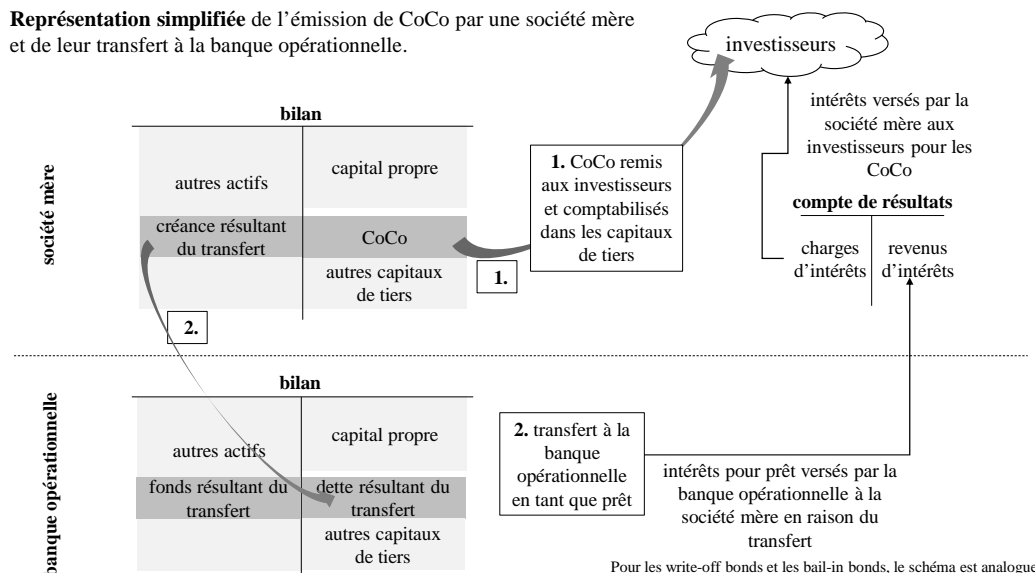 Représentation simplifiée de l’émission de CoCo par une société mère
et de leur transfert à la banque opérationnelle.
investisseurs
société mère
bilan
autres actifs
capital propre
créance résultant
du transfert
CoCo
autres capitaux
de tiers
1.
2.
1. CoCo remis
aux investisseurs
et comptabilisés
dans les capitaux
de tiers
intérêts versés par la
société mère aux
investisseurs pour les
CoCo
compte de résultats
charges
d’intérêts
revenus
d’intérêts
banque opérationnelle
bilan
autres actifs
capital propre
fonds résultant du
transfert
dette résultant du
transfert
autres capitaux
de tiers
2. transfert à la
banque
opérationnelle
en tant que prêt
intérêts pour prêt versés par la
banque opérationnelle à la
société mère en raison du
transfert
Pour les write-off bonds et les bail-in bonds, le schéma est analogue